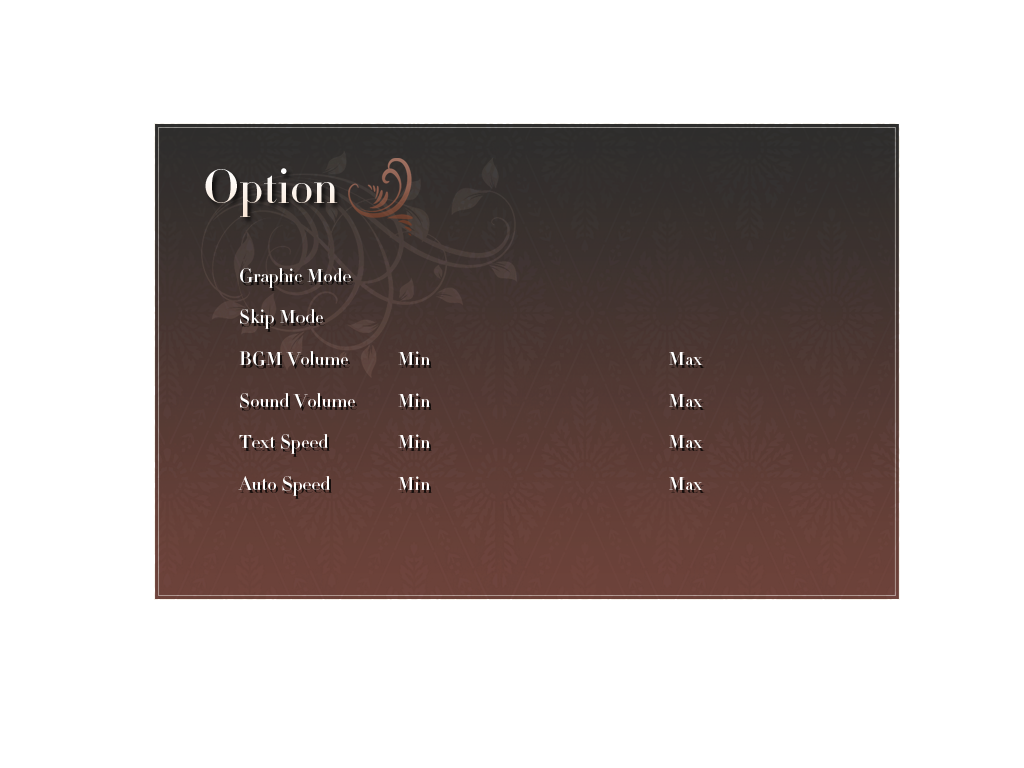 Option
Graphic Mode
Skip Mode
BGM Volume Min Max
Sound Volume Min Max
Text Speed Min Max
Auto Speed Min Max